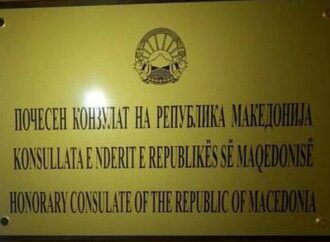 ПОЧЕСЕН КОНЗУЛАТ НА РЕПУБЛИКА МАКЕДОНИЈА
KONSULLATA E NDERIT E REPUBLIKËS SË MAQEDONISË
HONORARY CONSULATE OF THE REPUBLIC OF MACEDONIA